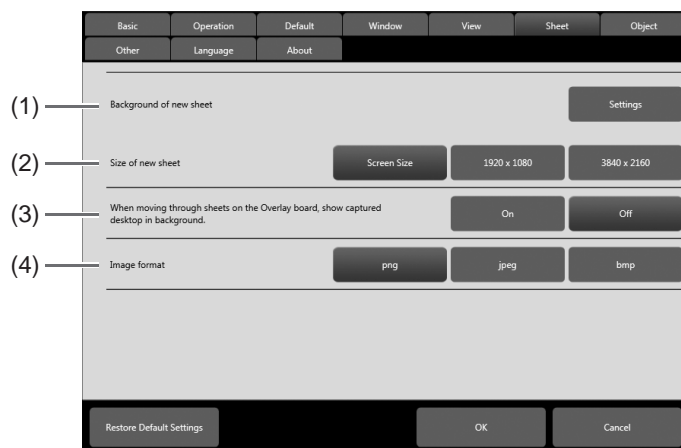 Basic Operation Default Window View Sheet Object
Other Language About
(1) Background of new sheet Settings
(2) Size of new sheet Screen Size 1920 x 1080 3840 x 2160
(3) When moving through sheets on the Overlay board, show captured
desktop in background. On Off
(4) Image format png jpeg bmp
Restore Default Settings OK Cancel